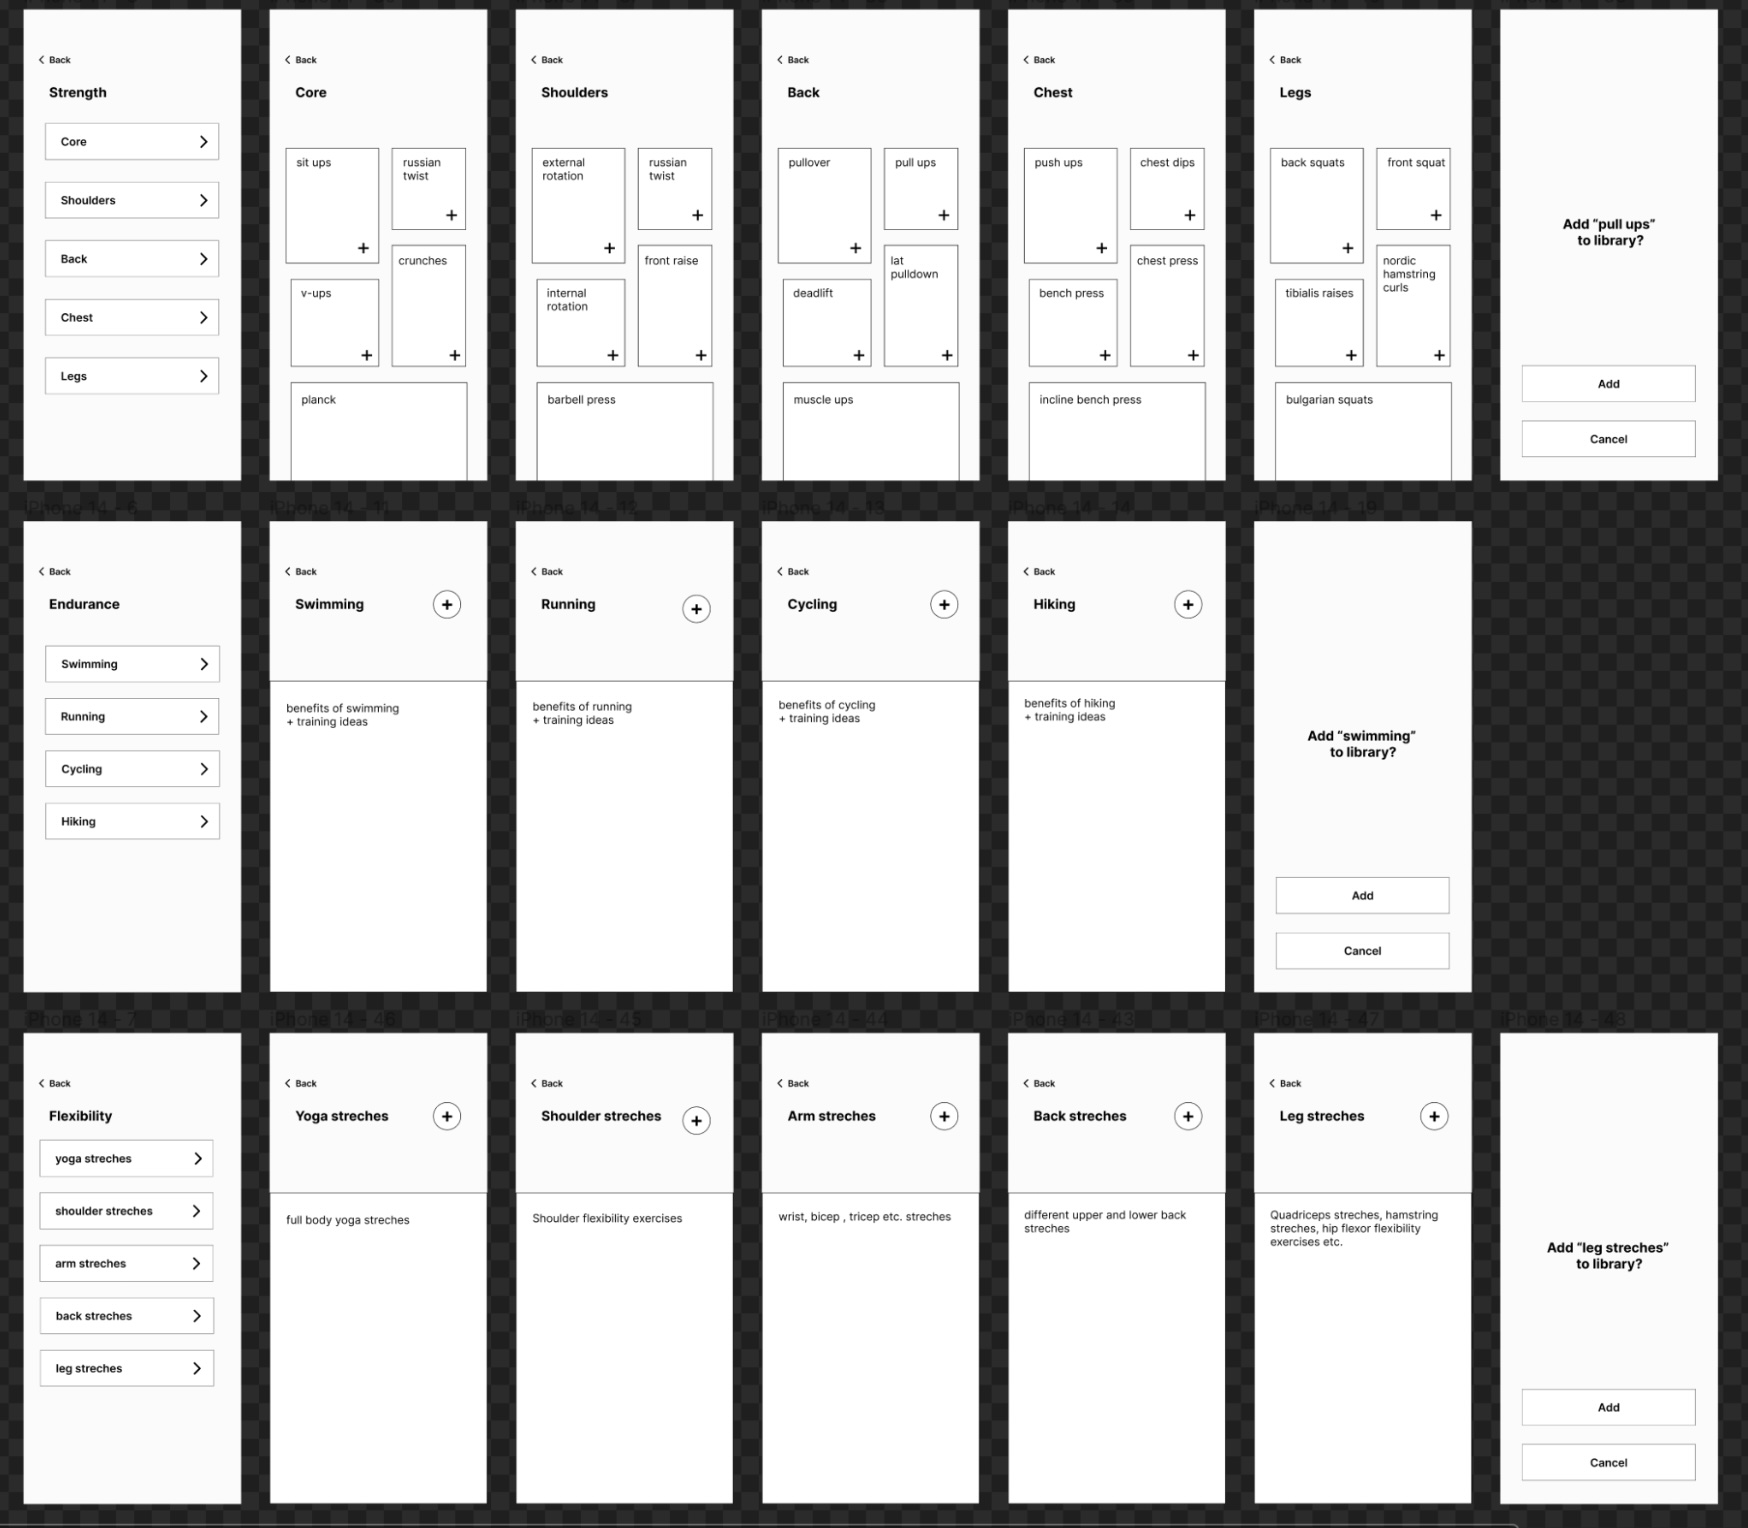 Back
Strength
Core
Shoulders
Back
Chest
Legs
Back
Core
sit ups
russian
twist
crunches
v-ups
planck
Back
Shoulders
external
rotation
russian
twist
front raise
internal
rotation
barbell press
Back
Back
pullover
pull ups
lat
pulldown
deadlift
muscle ups
Back
Chest
push ups
chest dips
chest press
bench press
incline bench press
Back
Legs
back squats
front squat
nordic
hamstring
curls
tibialis raises
bulgarian squats
Add “pull ups”
to library?
Add
Cancel
iPhone 14 - 6
Back
Endurance
Swimming
Running
Cycling
Hiking
iPhone 14 - 11
Back
Swimming
benefits of swimming
+ training ideas
iPhone 14 - 12
Back
Running
benefits of running
+ training ideas
iPhone 14 - 13
Back
Cycling
benefits of cycling
+ training ideas
iPhone 14 - 14
Back
Hiking
benefits of hiking
+ training ideas
iPhone 14 - 19
Add “swimming”
to library?
Add
Cancel
iPhone 14 - 7
Back
Flexibility
yoga streches
shoulder streches
arm streches
back streches
leg streches
iPhone 14 - 46
Back
Yoga streches
full body yoga streches
iPhone 14 - 45
Back
Shoulder streches
Shoulder flexibility exercises
iPhone 14 - 44
Back
Arm streches
wrist, bicep , tricep etc. streches
iPhone 14 - 43
Back
Back streches
different upper and lower back
streches
iPhone 14 - 47
Back
Leg streches
Quadriceps streches, hamstring
streches, hip flexor flexibility
exercises etc.
iPhone 14 - 48
Add “leg streches”
to library?
Add
Cancel